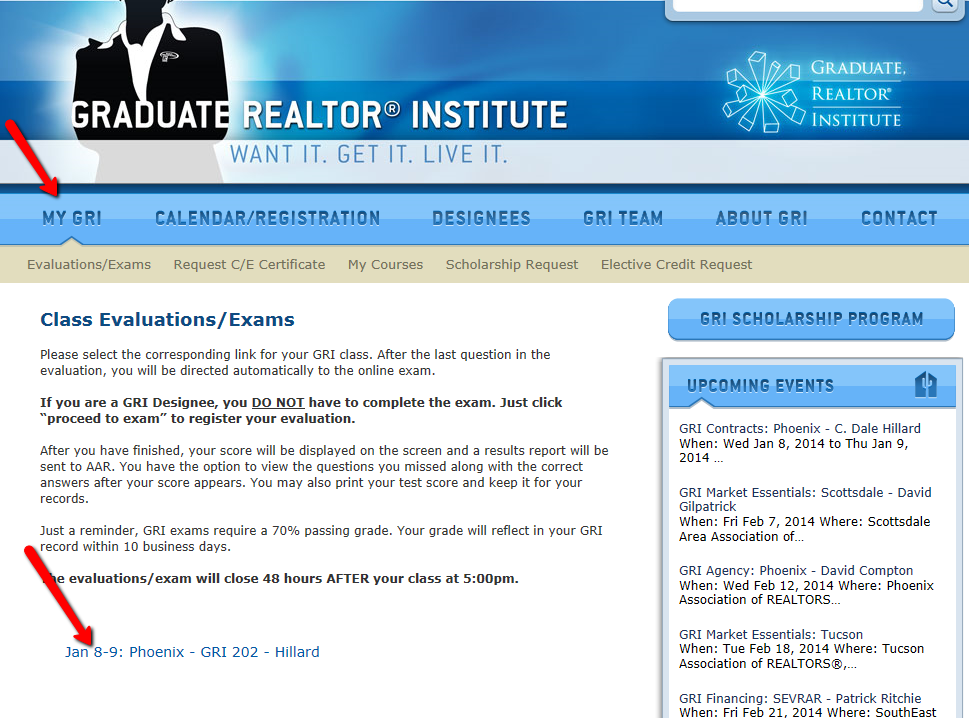 GRADUATE REALTOR® INSTITUTE
WANT IT. GET IT. LIVE IT.
GRADUATE,
REALTOR®
INSTITUTE
MY GRI CALENDAR/REGISTRATION DESIGNEES GRI TEAM ABOUT GRI CONTACT
Evaluations/Exams Request C/E Certificate My Courses Scholarship Request Elective Credit Request
Class Evaluations/Exams
Please select the corresponding link for your GRI class. After the last question in the
evaluation, you will be directed automatically to the online exam.
If you are a GRI Designee, you DO NOT have to complete the exam. Just click
“proceed to exam” to register your evaluation.
After you have finished, your score will be displayed on the screen and a results report will be
sent to AAR. You have the option to view the questions you missed along with the correct
answers after your score appears. You may also print your test score and keep it for your
records.
Just a reminder, GRI exams require a 70% passing grade. Your grade will reflect in your GRI
record within 10 business days.
The evaluations/exam will close 48 hours AFTER your class at 5:00pm.
Jan 8-9: Phoenix - GRI 202 - Hillard
GRI SCHOLARSHIP PROGRAM
UPCOMING EVENTS
GRI Contracts: Phoenix - C. Dale Hillard
When: Wed Jan 8, 2014 to Thu Jan 9,
2014 ...
GRI Market Essentials: Scottsdale - David
Gilpatrick
When: Fri Feb 7, 2014 Where: Scottsdale
Area Association of...
GRI Agency: Phoenix - David Compton
When: Wed Feb 12, 2014 Where: Phoenix
Association of REALTORS...
GRI Market Essentials: Tucson
When: Tue Feb 18, 2014 Where: Tucson
Association of REALTORS®,...
GRI Financing: SEVRAR - Patrick Ritchie
When: Fri Feb 21, 2014 Where: SouthEast